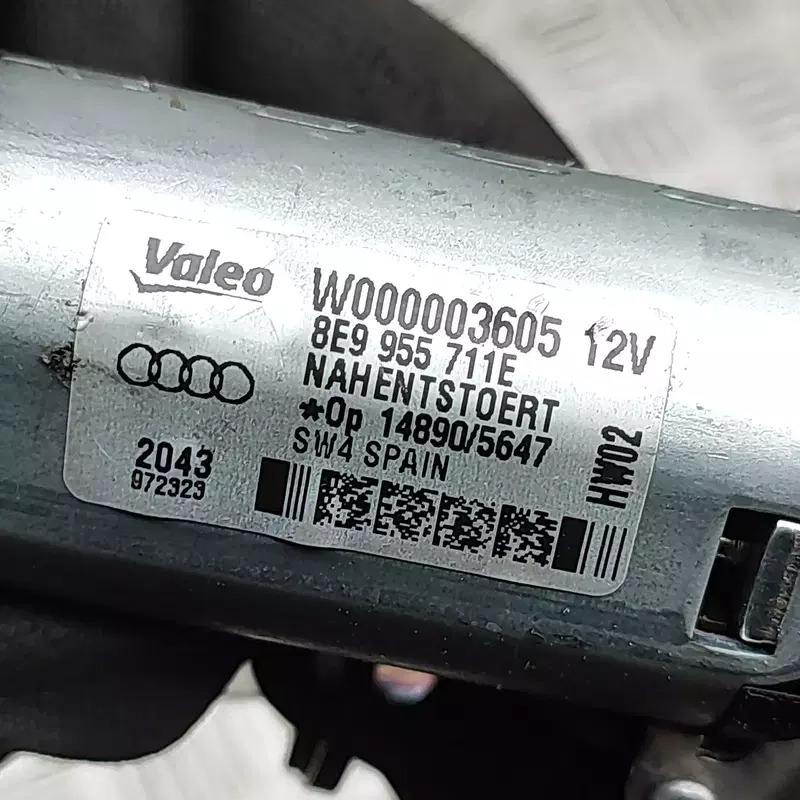 Valeo
W000003605 12V
8E9 955 711E
NAHENTSTOERT
*Op 14890/5647
SW4 SPAIN
2043
972323
HW02